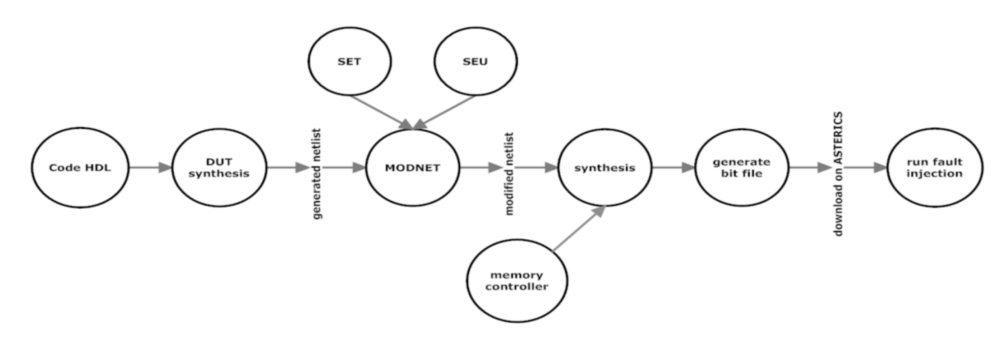 SET
SEU
Code HDL
DUT
synthesis
generated netlist
MODNET
modified netlist
synthesis
generate
bit file
download on ASTERICS
run fault
injection
memory
controller